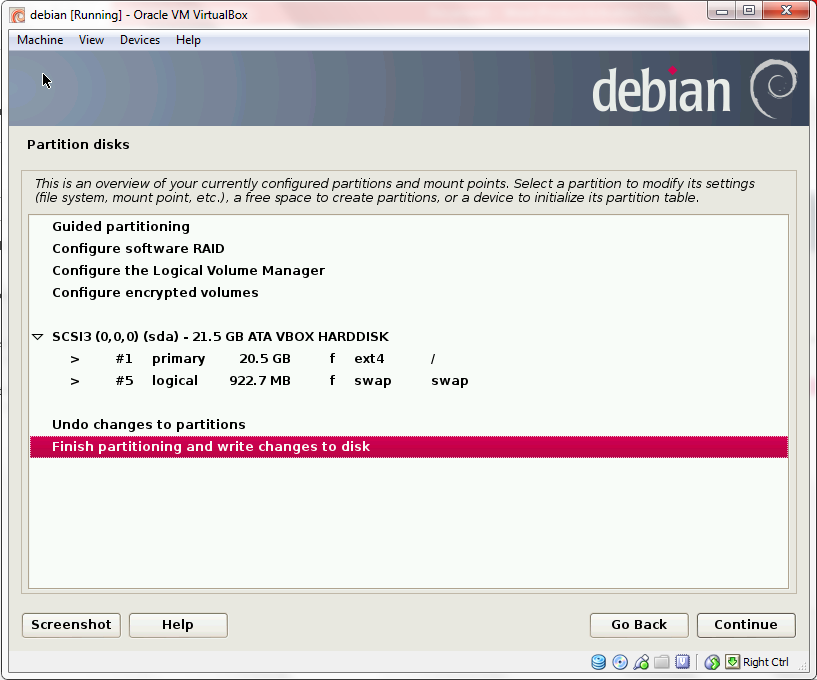 debian [Running] - Oracle VM VirtualBox
Machine View Devices Help
debian
Partition disks
This is an overview of your currently configured partitions and mount points. Select a partition to modify its settings
(file system, mount point, etc.), a free space to create partitions, or a device to initialize its partition table.
Guided partitioning
Configure software RAID
Configure the Logical Volume Manager
Configure encrypted volumes
SCSI3 (0,0,0) (sda) - 21.5 GB ATA VBOX HARDDISK
> #1 primary 20.5 GB f ext4 /
> #5 logical 922.7 MB f swap swap
Undo changes to partitions
Finish partitioning and write changes to disk
Screenshot Help Go Back Continue
Right Ctrl